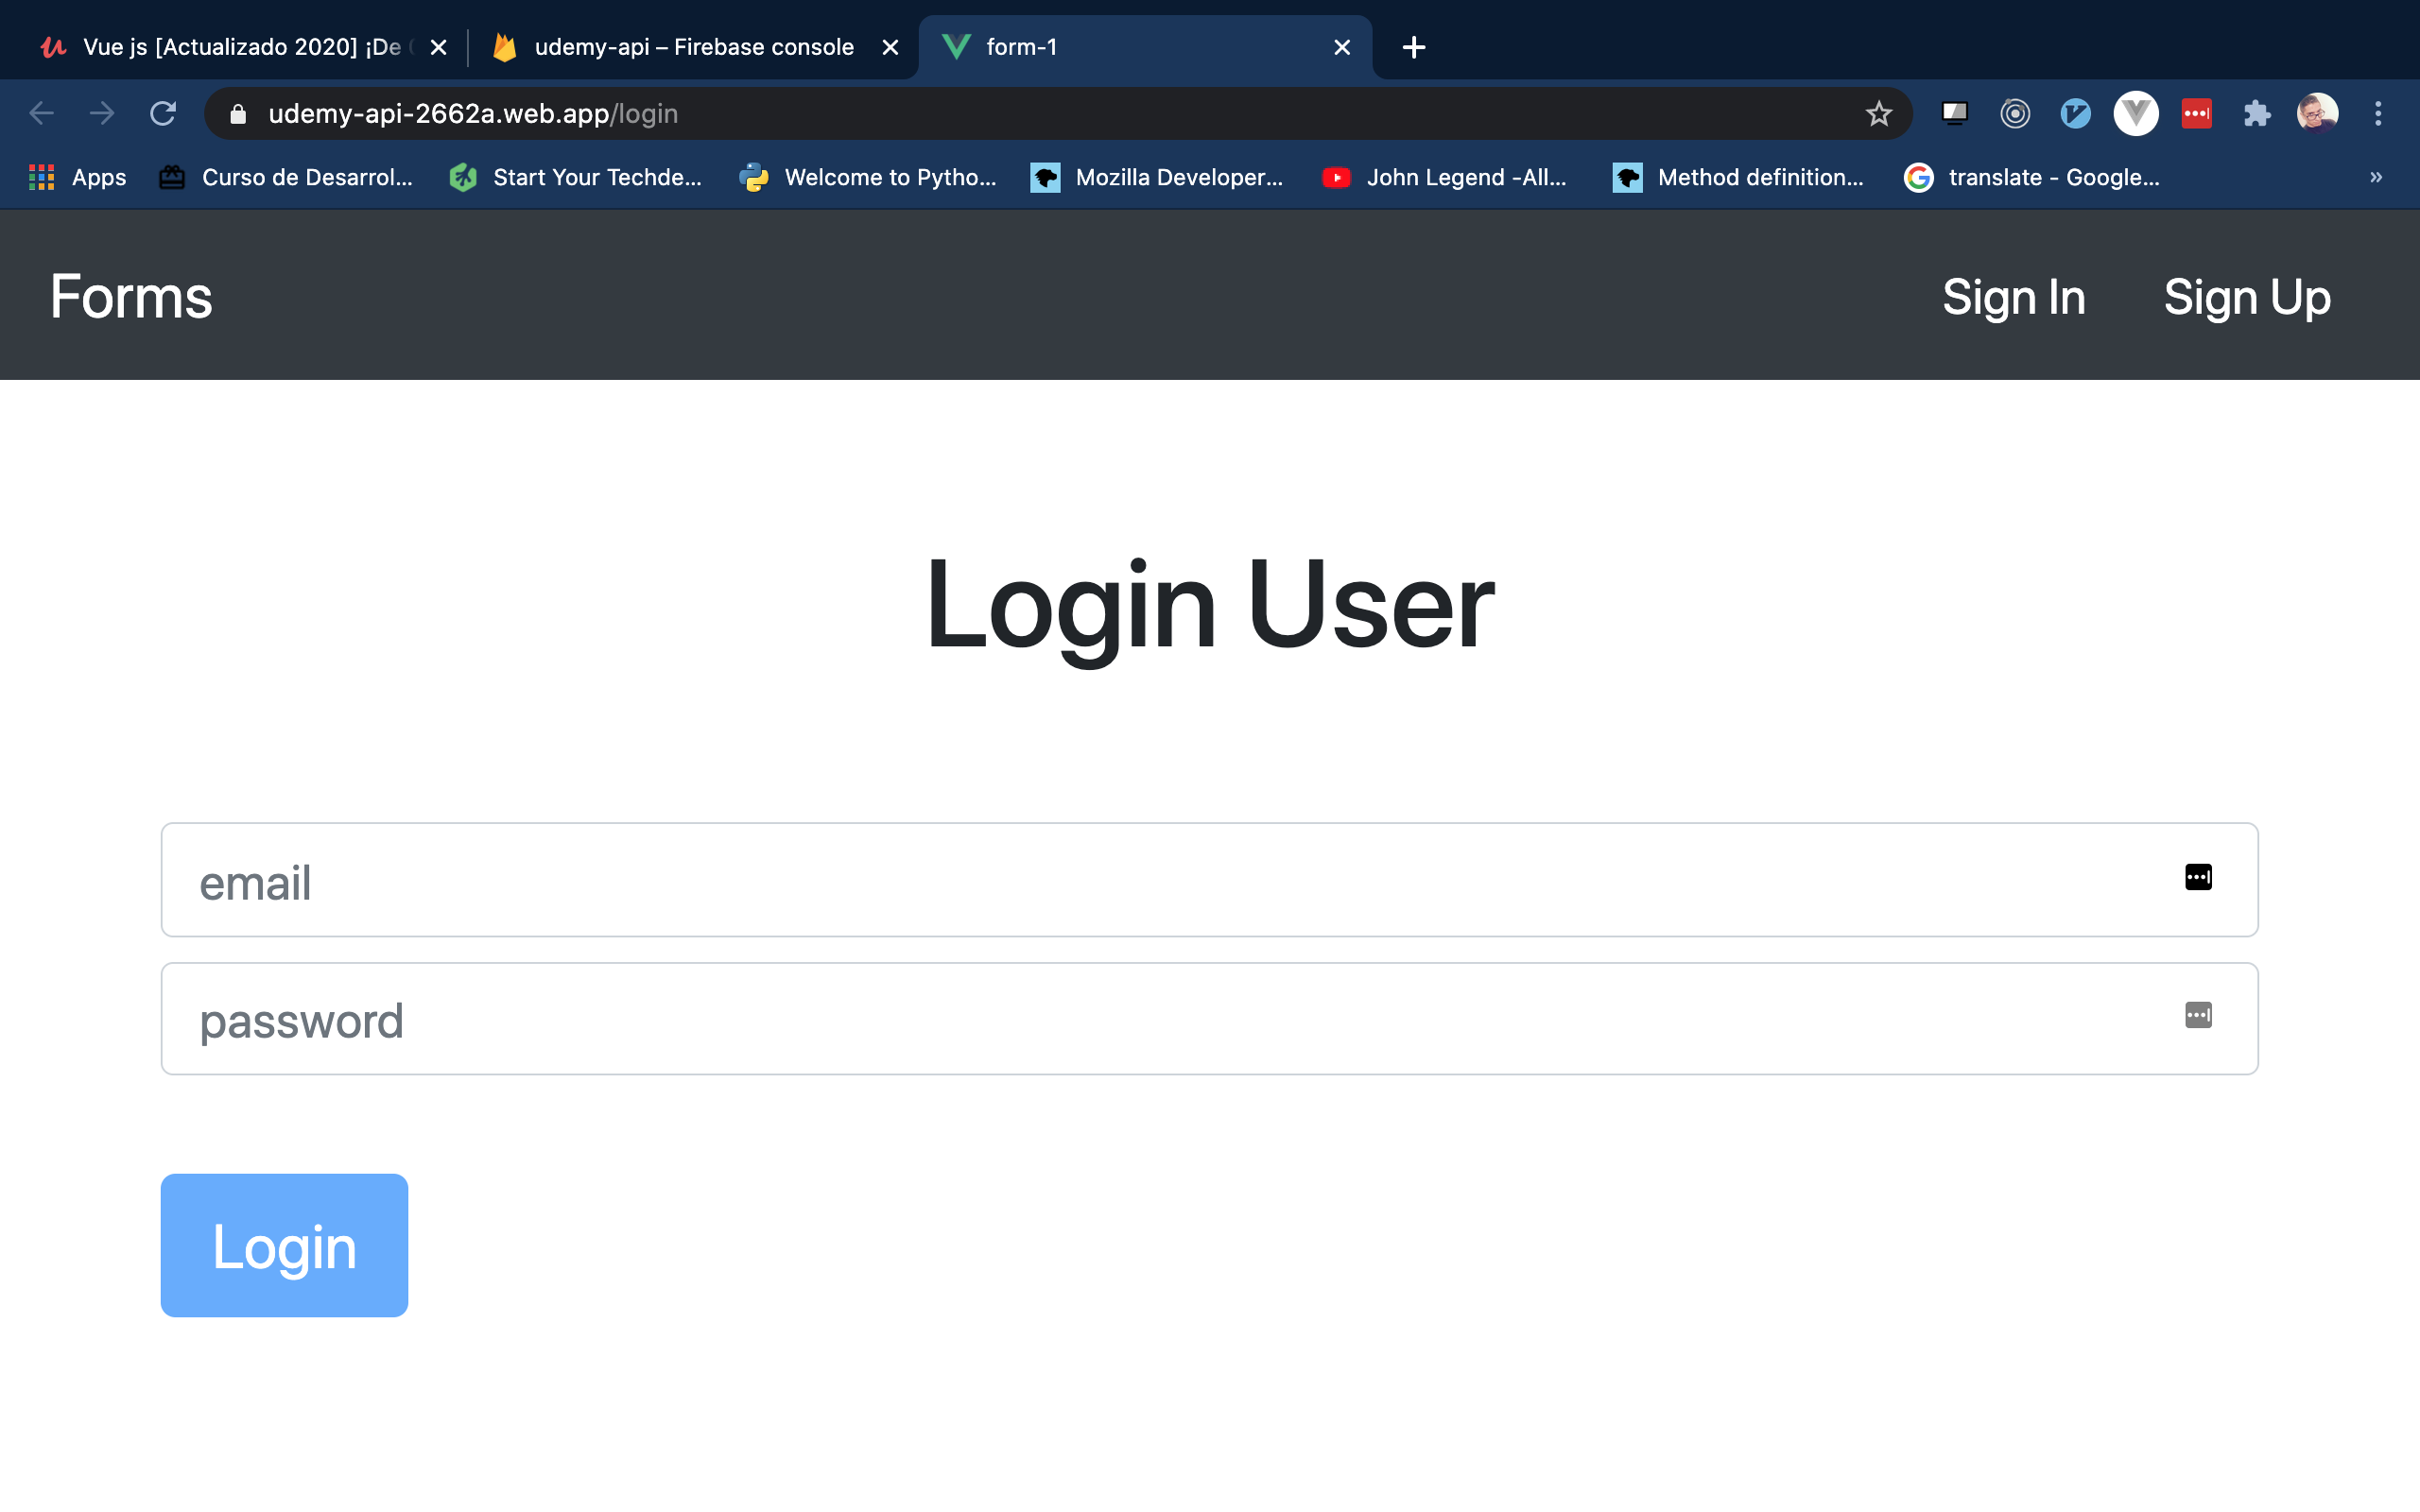 Vue js [Actualizado 2020] ¡De
udemy-api – Firebase console
form-1
udemy-api-2662a.web.app/login
Apps
Curso de Desarrol...
Start Your Techde...
Welcome to Pytho...
Mozilla Developer...
John Legend -All...
Method definition...
translate - Google...
»
Forms
Sign In
Sign Up
Login User
email
password
Login